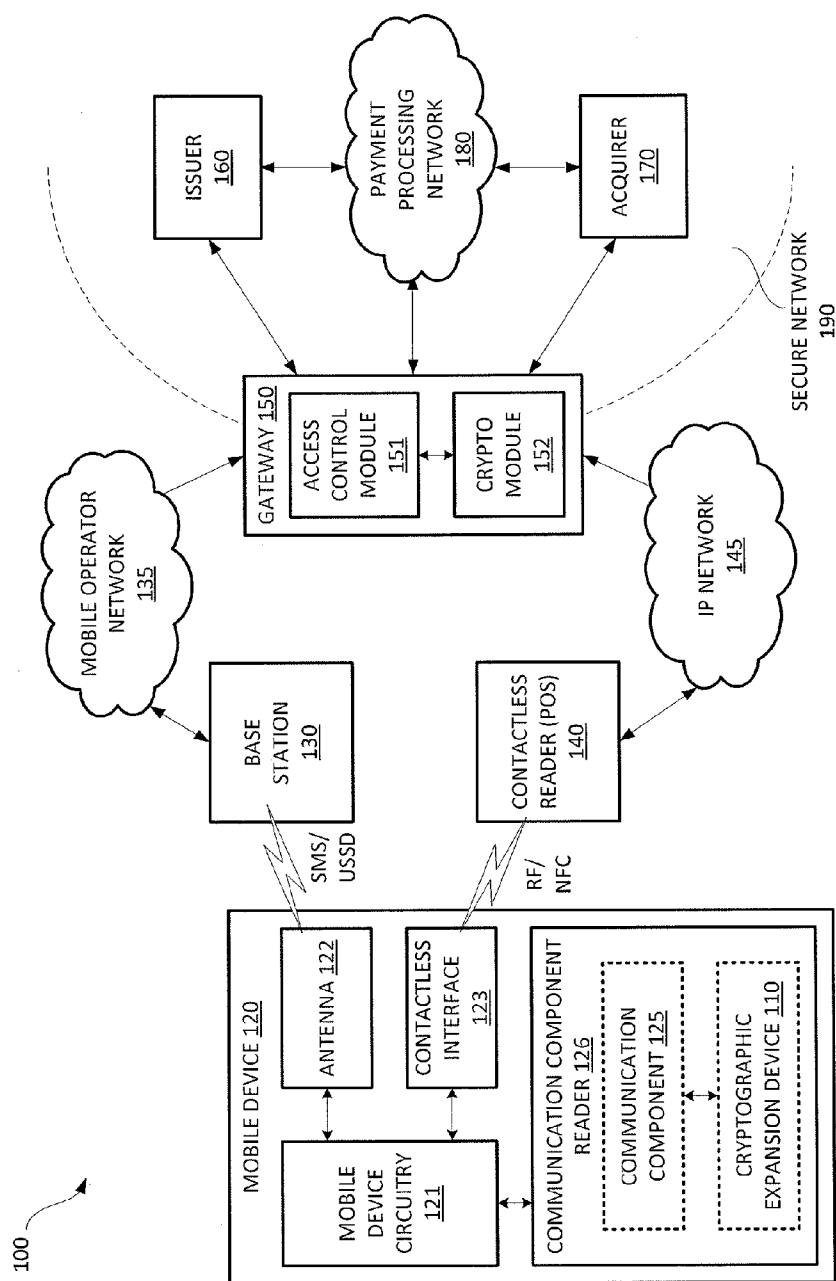 100
MOBILE DEVICE 120
MOBILE
DEVICE
CIRCUITRY
121
ANTENNA 122
CONTACTLESS
INTERFACE
123
COMMUNICATION COMPONENT
READER 126
COMMUNICATION
COMPONENT 125
CRYPTOGRAPHIC
EXPANSION DEVICE 110
SMS/
USSD
RF/
NFC
BASE
STATION
130
CONTACTLESS
READER (POS)
140
MOBILE OPERATOR
NETWORK
135
IP NETWORK
145
GATEWAY 150
ACCESS
CONTROL
MODULE
151
CRYPTO
MODULE
152
ISSUER
160
PAYMENT
PROCESSING
NETWORK
180
ACQUIRER
170
SECURE NETWORK
190